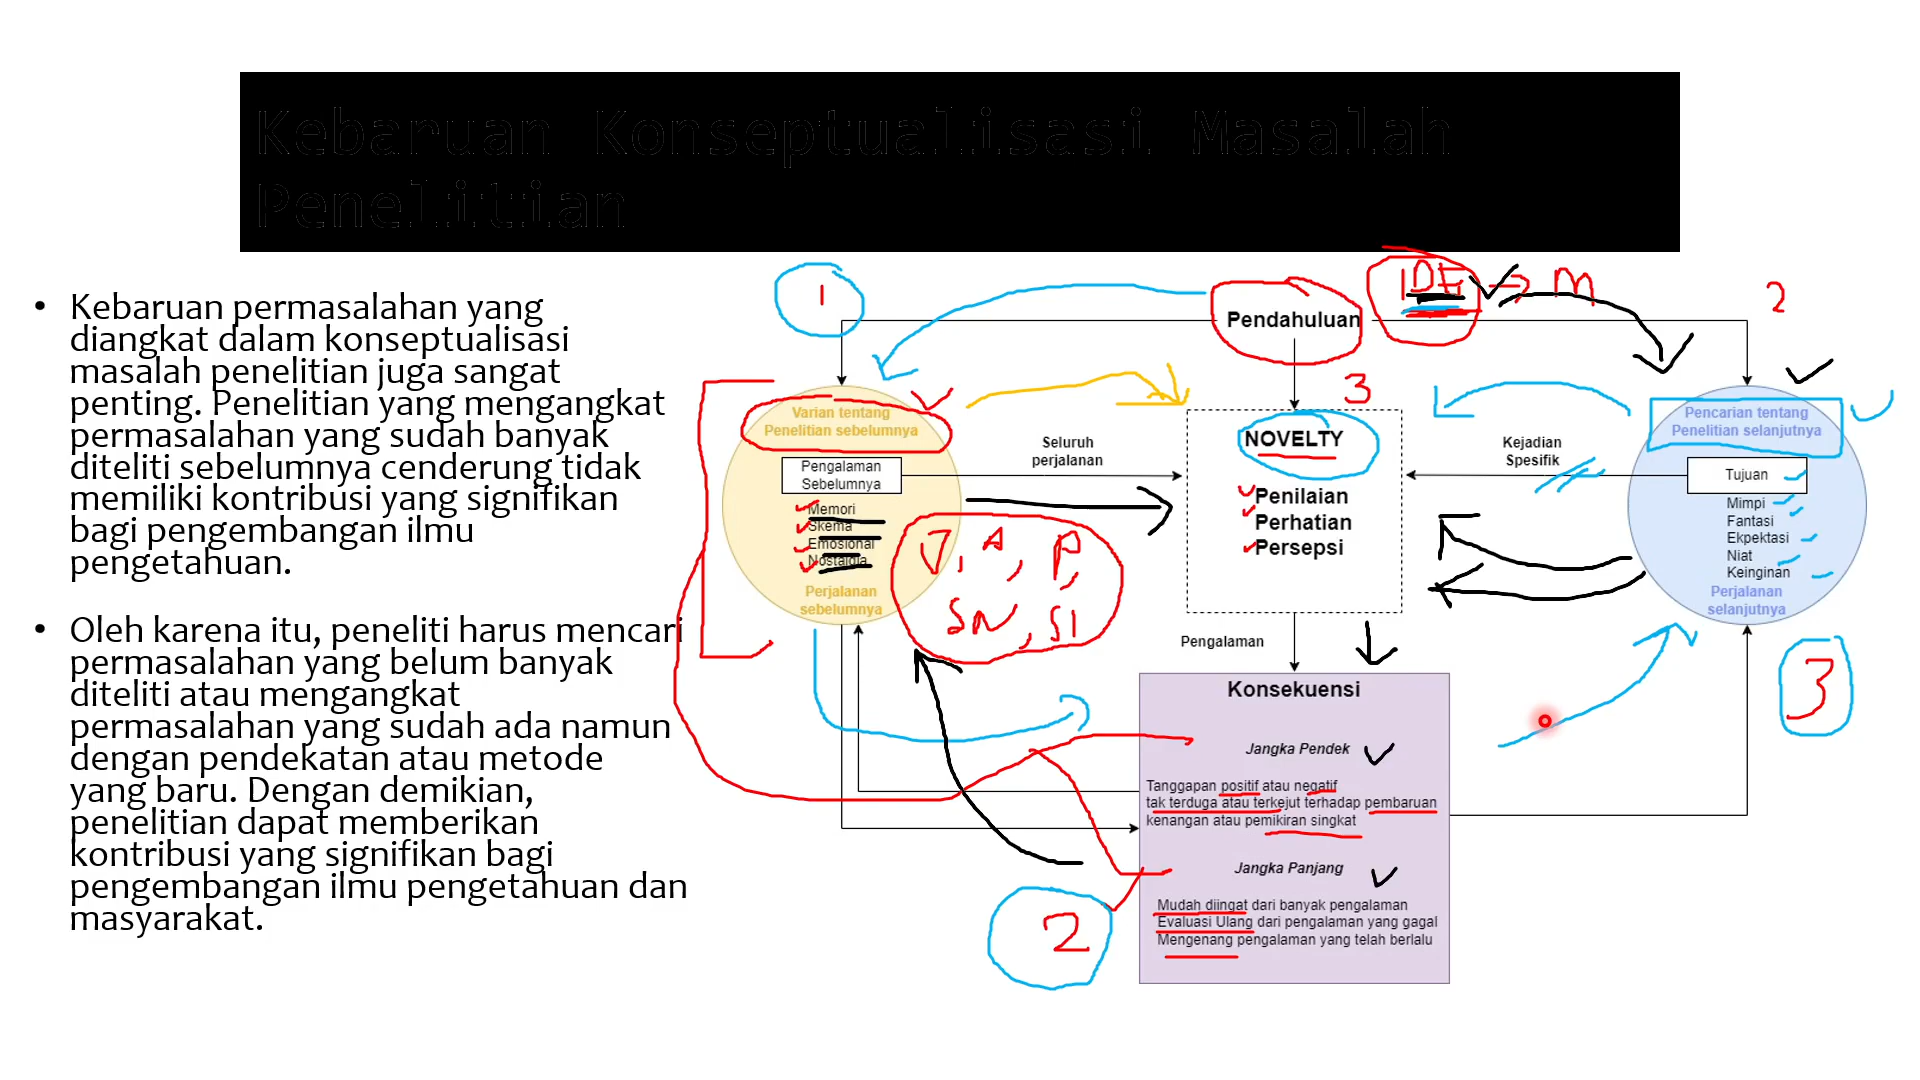 Kebaruan Konseptualisasi Masalah
Penelitian
• Kebaruan permasalahan yang
diangkat dalam konseptualisasi
masalah penelitian juga sangat
penting. Penelitian yang mengangkat
permasalahan yang sudah banyak
diteliti sebelumnya cenderung tidak
memiliki kontribusi yang signifikan
bagi pengembangan ilmu
pengetahuan.
• Oleh karena itu, peneliti harus mencari
permasalahan yang belum banyak
diteliti atau mengangkat
permasalahan yang sudah ada namun
dengan pendekatan atau metode
yang baru. Dengan demikian,
penelitian dapat memberikan
kontribusi yang signifikan bagi
pengembangan ilmu pengetahuan dan
masyarakat.
1
Pendahuluan
IDE → M
2
Varian tentang
Penelitian sebelumnya
Pengalaman
Sebelumnya
Memori
Skema
Emosional
Nostalgia
Perjalanan
sebelumnya
Seluruh
perjalanan
3
NOVELTY
Penilaian
Perhatian
Persepsi
Kejadian
Spesifik
Pencarian tentang
Penelitian selanjutnya
Tujuan
Mimpi
Fantasi
Ekpektasi
Niat
Keinginan
Perjalanan
selanjutnya
, A, P,
SN, SI
Pengalaman
3
Konsekuensi
Jangka Pendek
Tanggapan positif atau negatif
tak terduga atau terkejut terhadap pembaruan
kenangan atau pemikiran singkat
Jangka Panjang
Mudah diingat dari banyak pengalaman
Evaluasi Ulang dari pengalaman yang gagal
Mengenang pengalaman yang telah berlalu
2